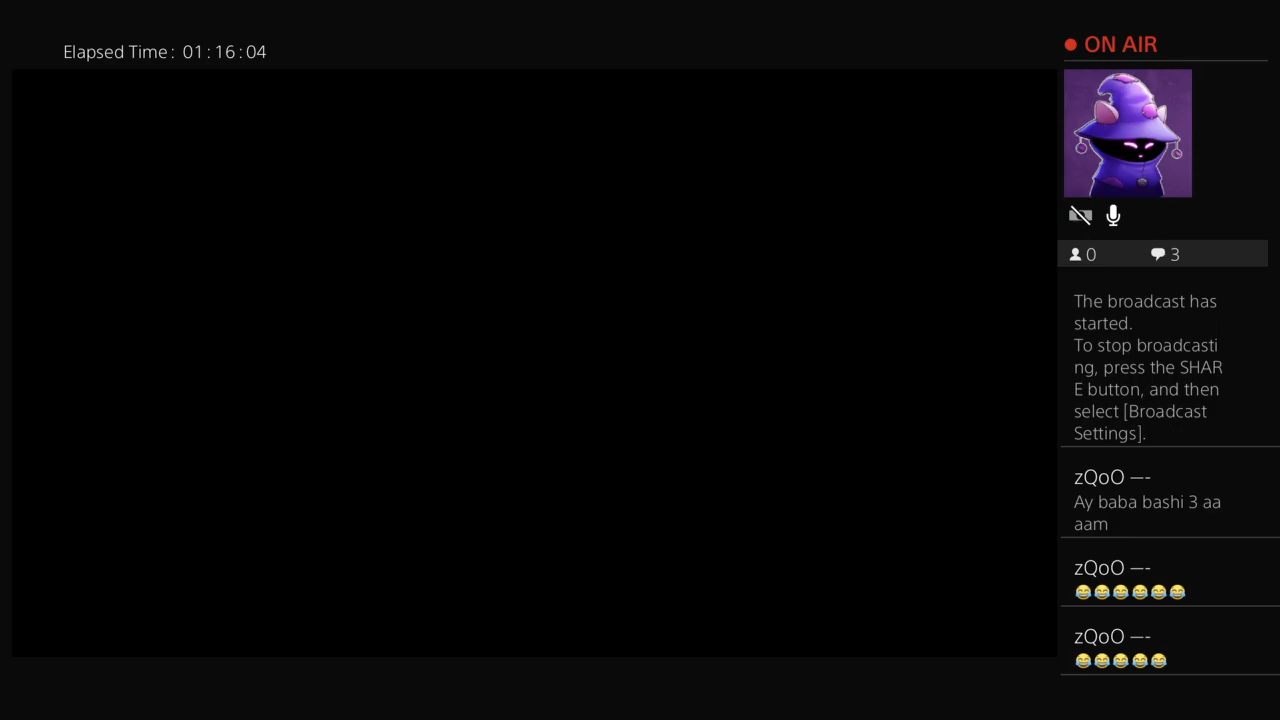 Elapsed Time: 01:16:04
ON AIR
0 3
The broadcast has
started.
To stop broadcasti
ng, press the SHAR
E button, and then
select [Broadcast
Settings].
zQoO —-
Ay baba bashi 3 aa
aam
zQoO —-
😂😂😂😂😂😂
zQoO —-
😂😂😂😂😂